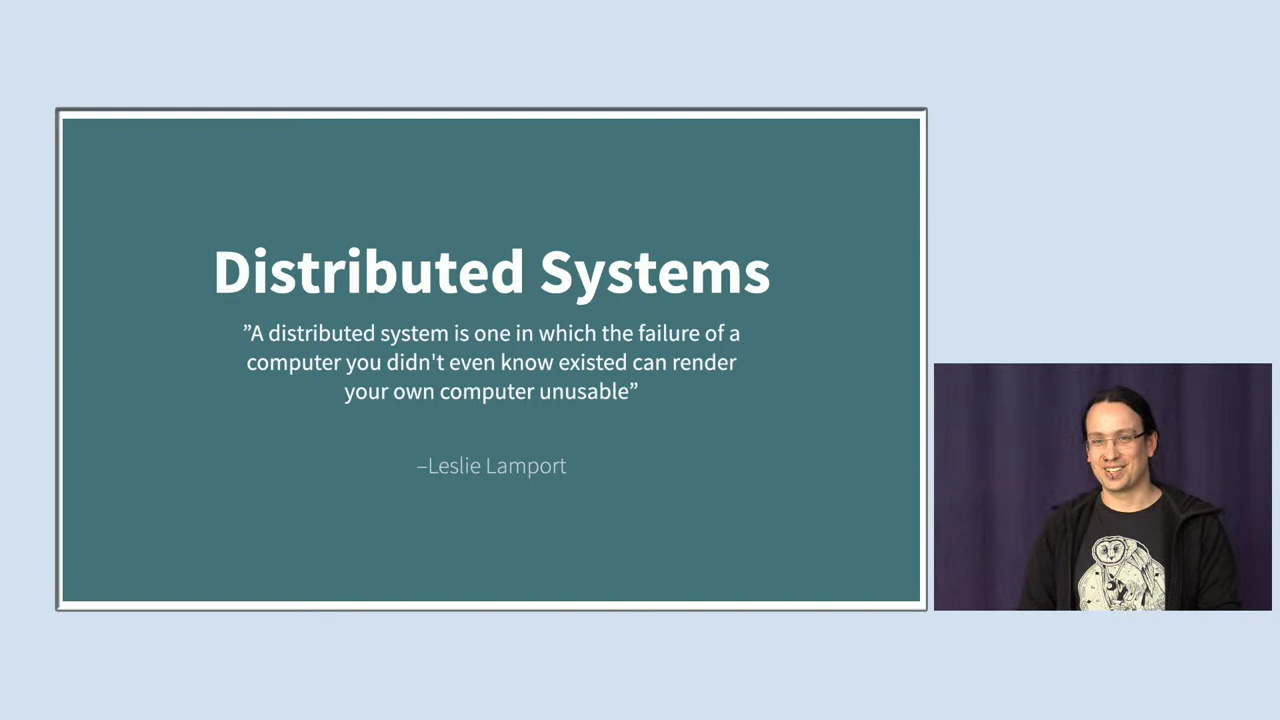 Distributed Systems
”A distributed system is one in which the failure of a
computer you didn't even know existed can render
your own computer unusable”
–Leslie Lamport